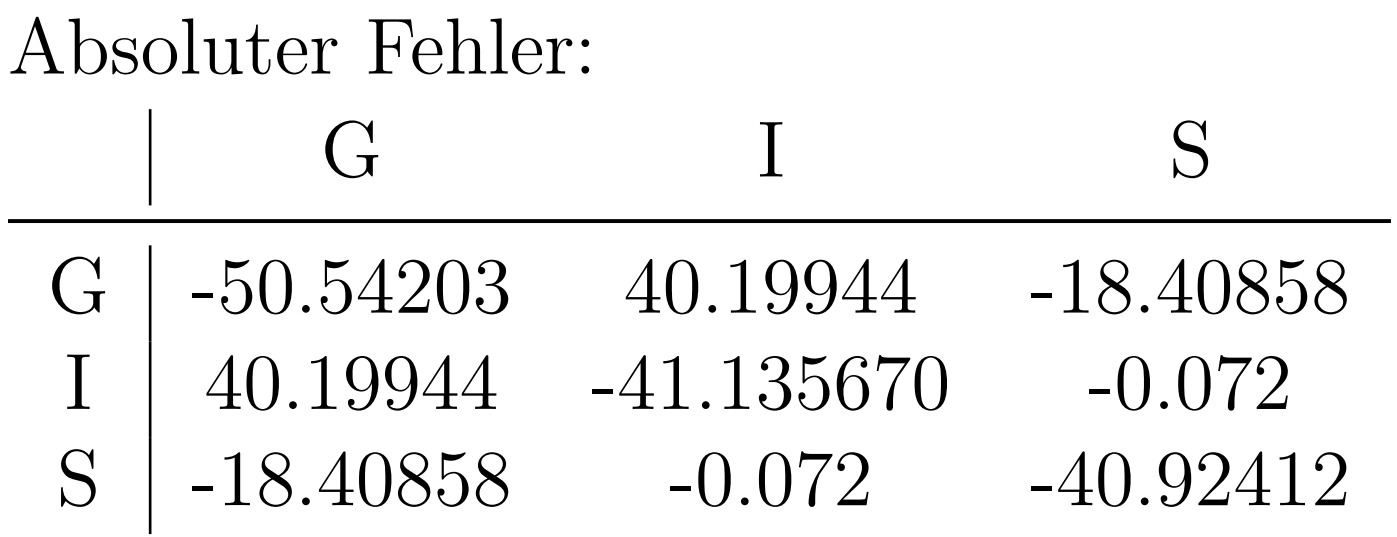 Absoluter Fehler:
G I S
G -50.54203 40.19944 -18.40858
I 40.19944 -41.135670 -0.072
S -18.40858 -0.072 -40.92412